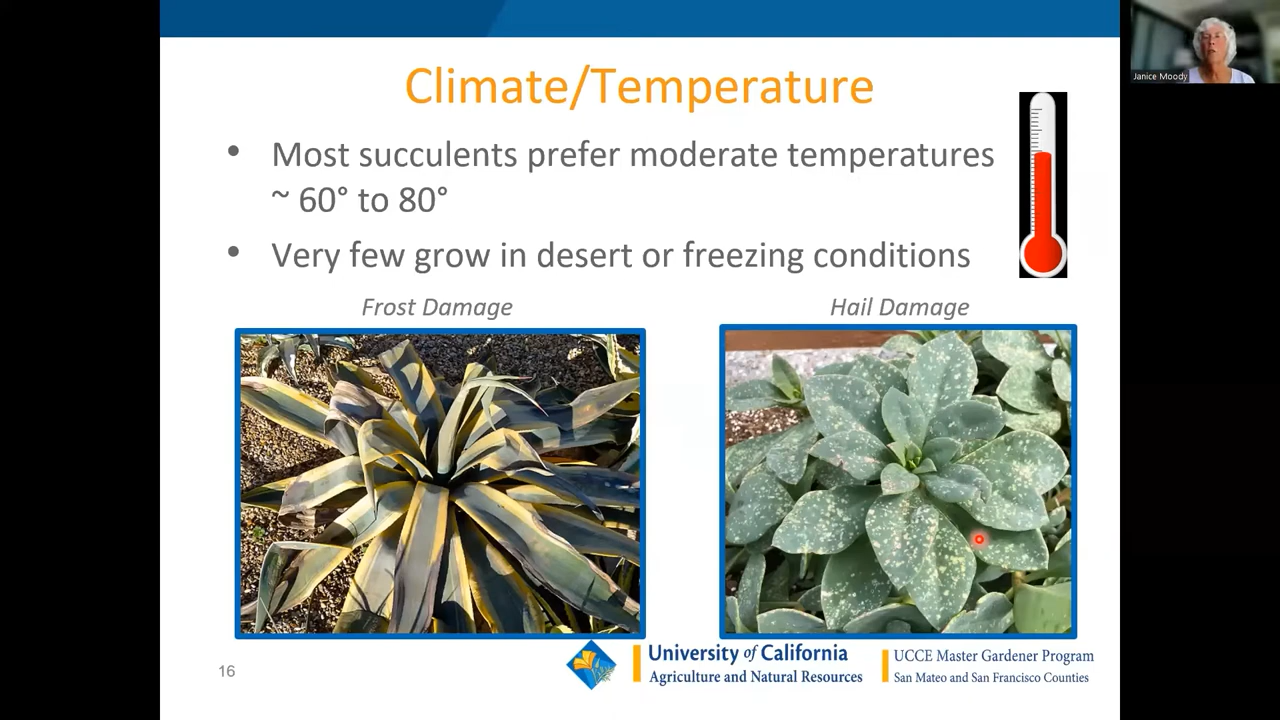 Climate/Temperature
• Most succulents prefer moderate temperatures
~ 60° to 80°
• Very few grow in desert or freezing conditions
Frost Damage
Hail Damage
16
University of California
Agriculture and Natural Resources
UCCE Master Gardener Program
San Mateo and San Francisco Counties
Janice Moody